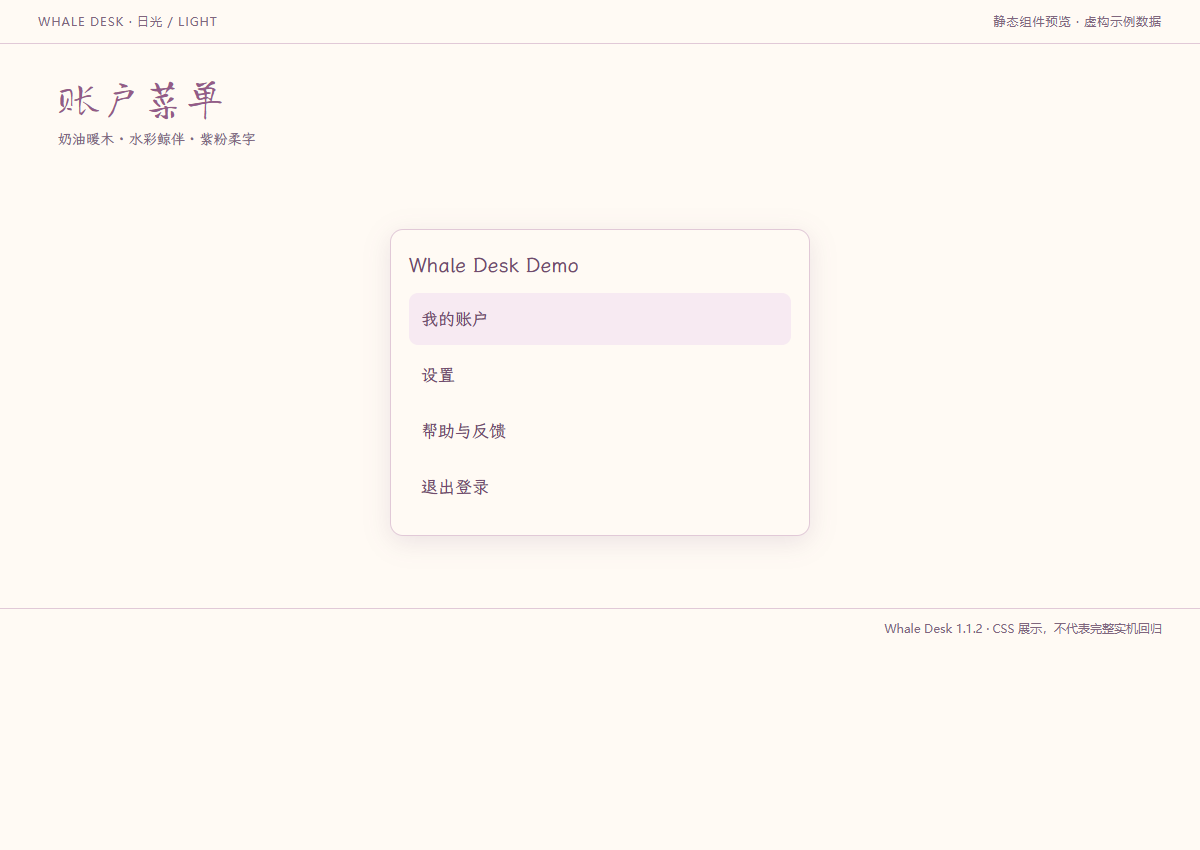 WHALE DESK · 日光 / LIGHT
静态组件预览 · 虚构示例数据
账户菜单
奶油暖木 · 水彩鲸伴 · 紫粉柔字
Whale Desk Demo
我的账户
设置
帮助与反馈
退出登录
Whale Desk 1.1.2 · CSS 展示，不代表完整实机回归